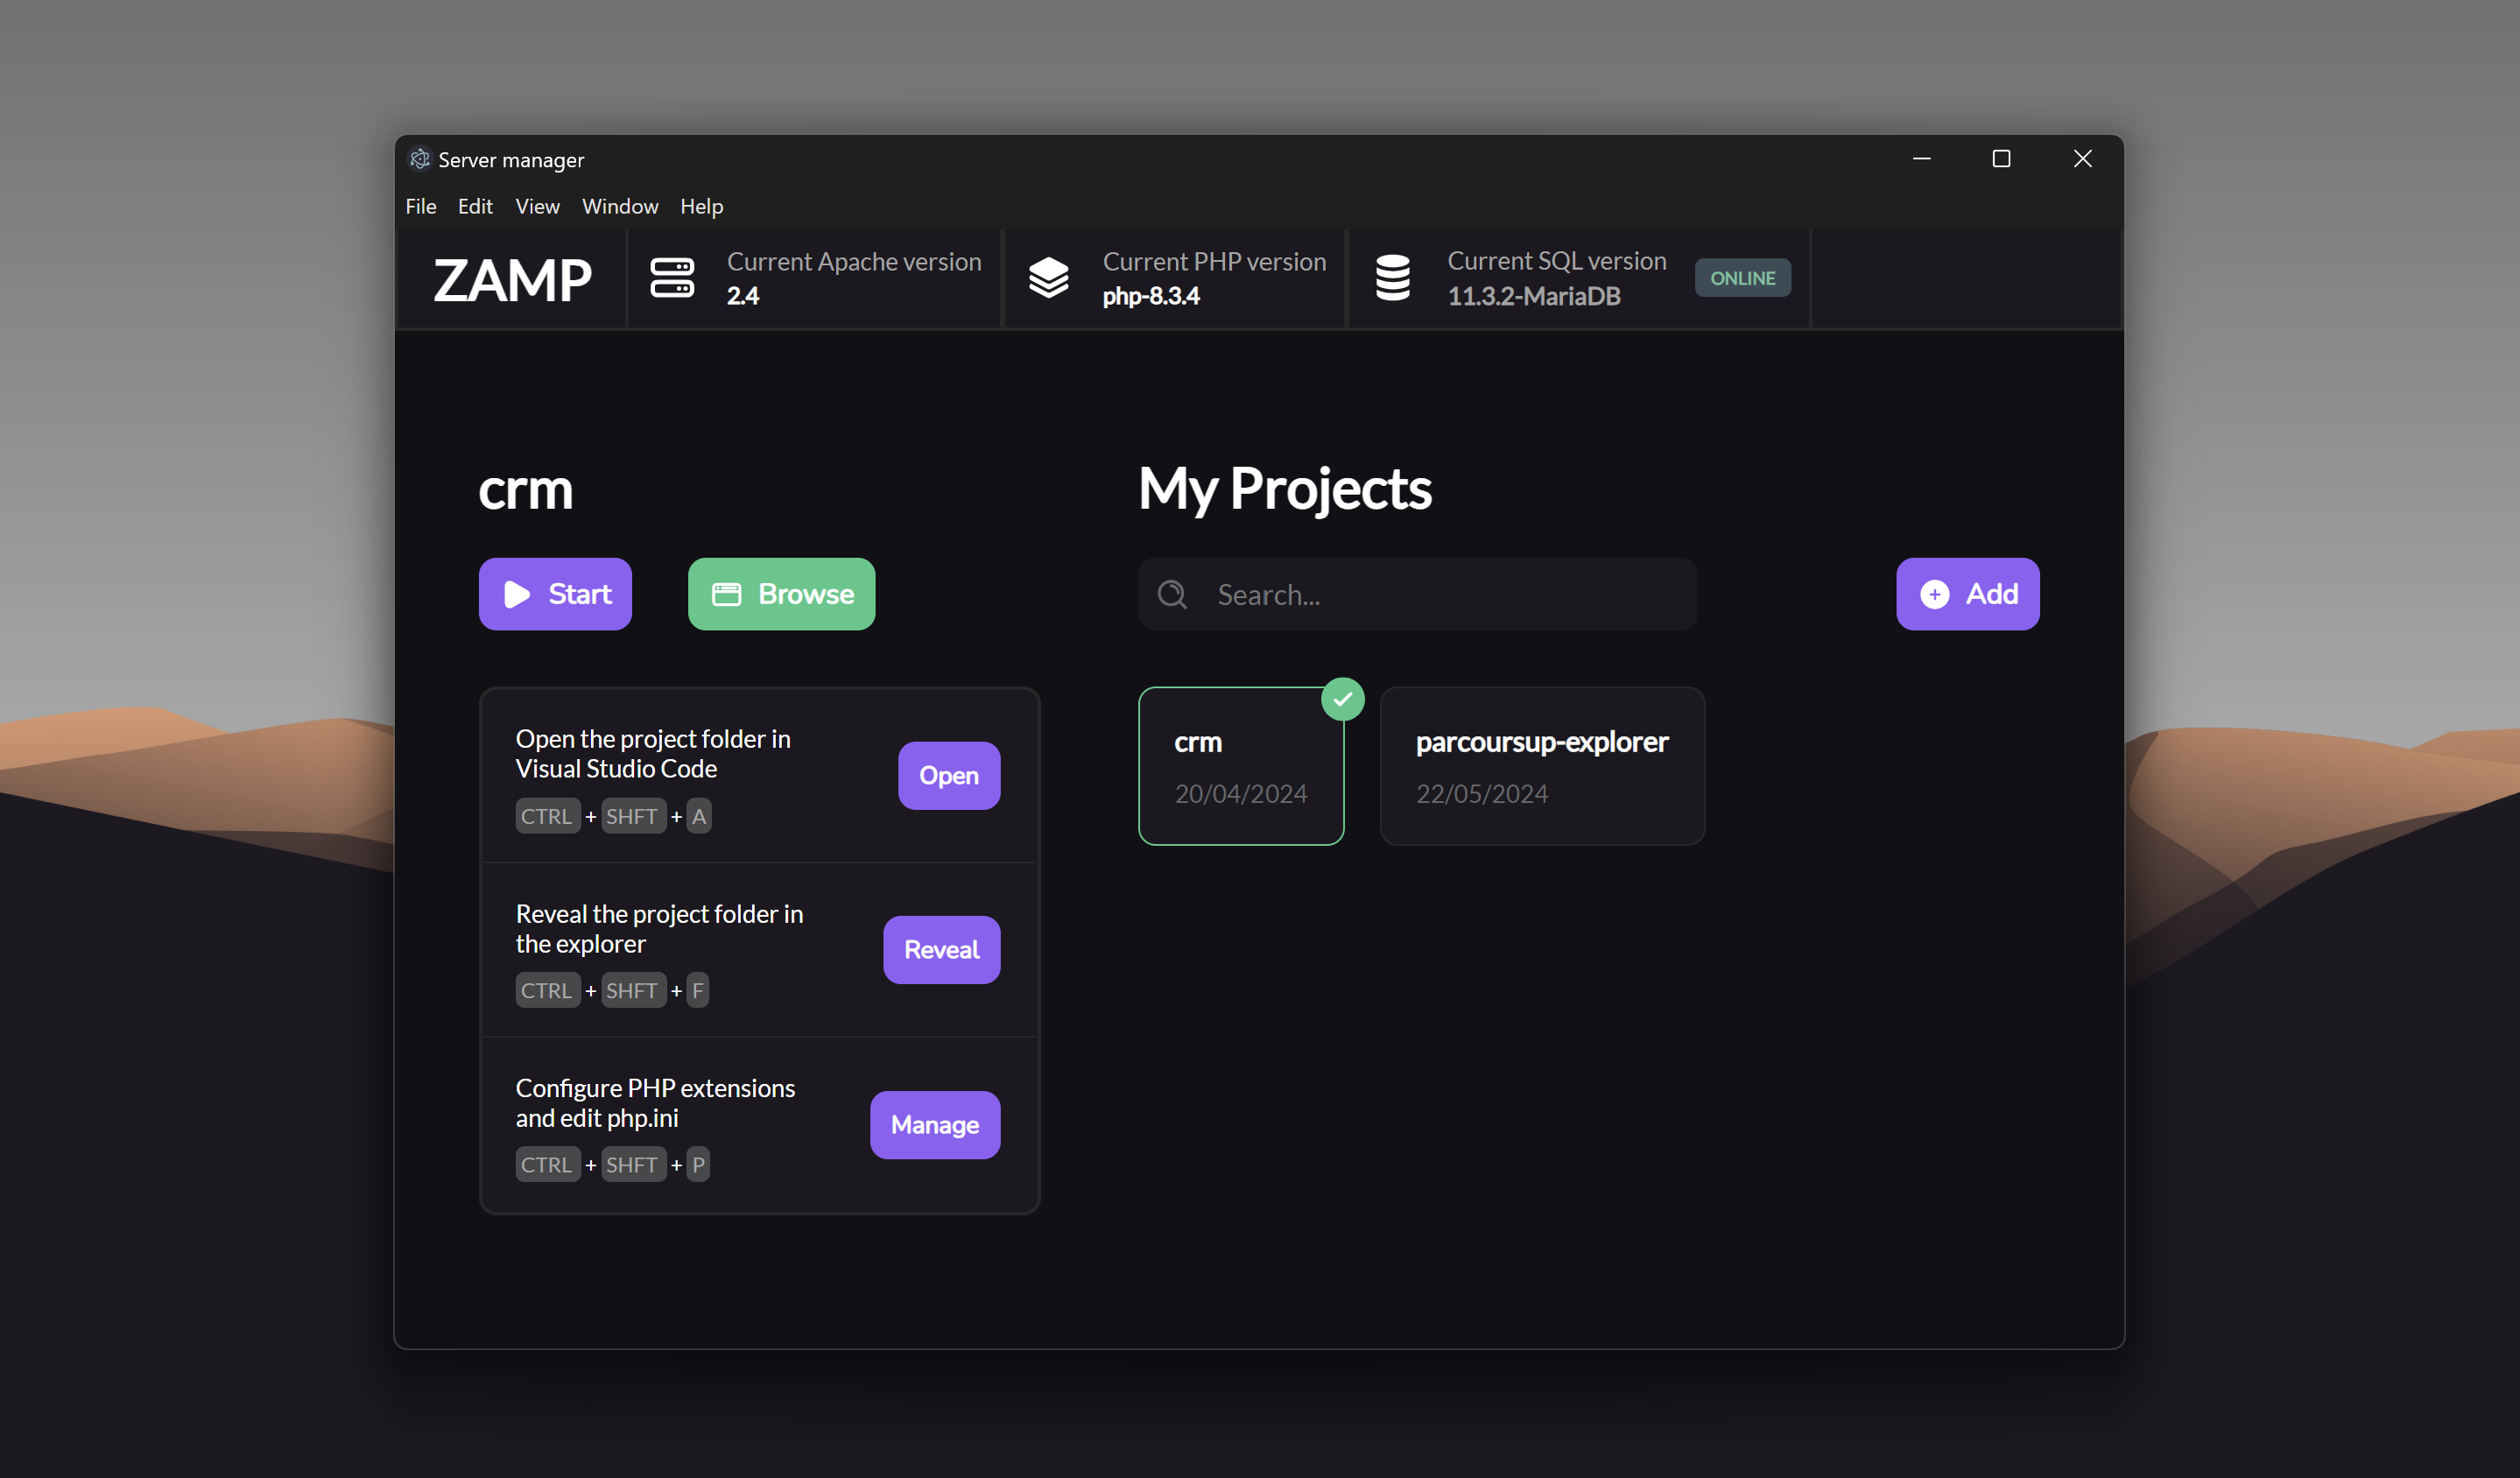 Server manager
File Edit View Window Help
ZAMP
Current Apache version
2.4
Current PHP version
php-8.3.4
Current SQL version
11.3.2-MariaDB
ONLINE
crm
Start
Browse
Open the project folder in
Visual Studio Code
CTRL + SHFT + A
Open
Reveal the project folder in
the explorer
CTRL + SHFT + F
Reveal
Configure PHP extensions
and edit php.ini
CTRL + SHFT + P
Manage
My Projects
Search...
Add
crm
20/04/2024
parcoursup-explorer
22/05/2024